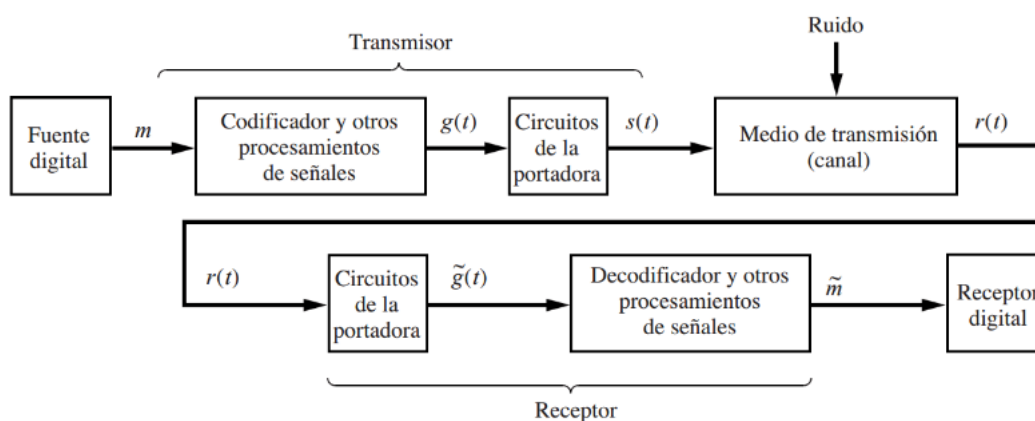 Transmisor
Ruido
Fuente
digital
m
Codificador y otros
procesamientos
de señales
g(t)
Circuitos
de la
portadora
s(t)
Medio de transmisión
(canal)
r(t)
r(t)
Circuitos
de la
portadora
g̃(t)
Decodificador y otros
procesamientos
de señales
m̃
Receptor
digital
Receptor